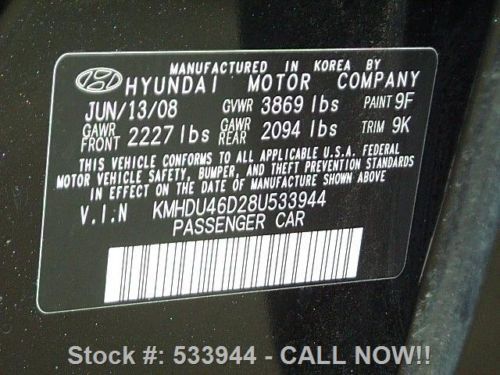 MANUFACTURED IN KOREA BY
HYUNDAI MOTOR COMPANY
JUN/13/08 GVWR 3869 lbs PAINT 9F
GAWR FRONT 2227 lbs GAWR REAR 2094 lbs TRIM 9K
THIS VEHICLE CONFORMS TO ALL APPLICABLE U.S.A. FEDERAL
MOTOR VEHICLE SAFETY, BUMPER, AND THEFT PREVENTION STANDARDS
IN EFFECT ON THE DATE OF MANUFACTURE SHOWN ABOVE.
V.I.N KMHDU46D28U533944
PASSENGER CAR
Stock #: 533944 - CALL NOW!!